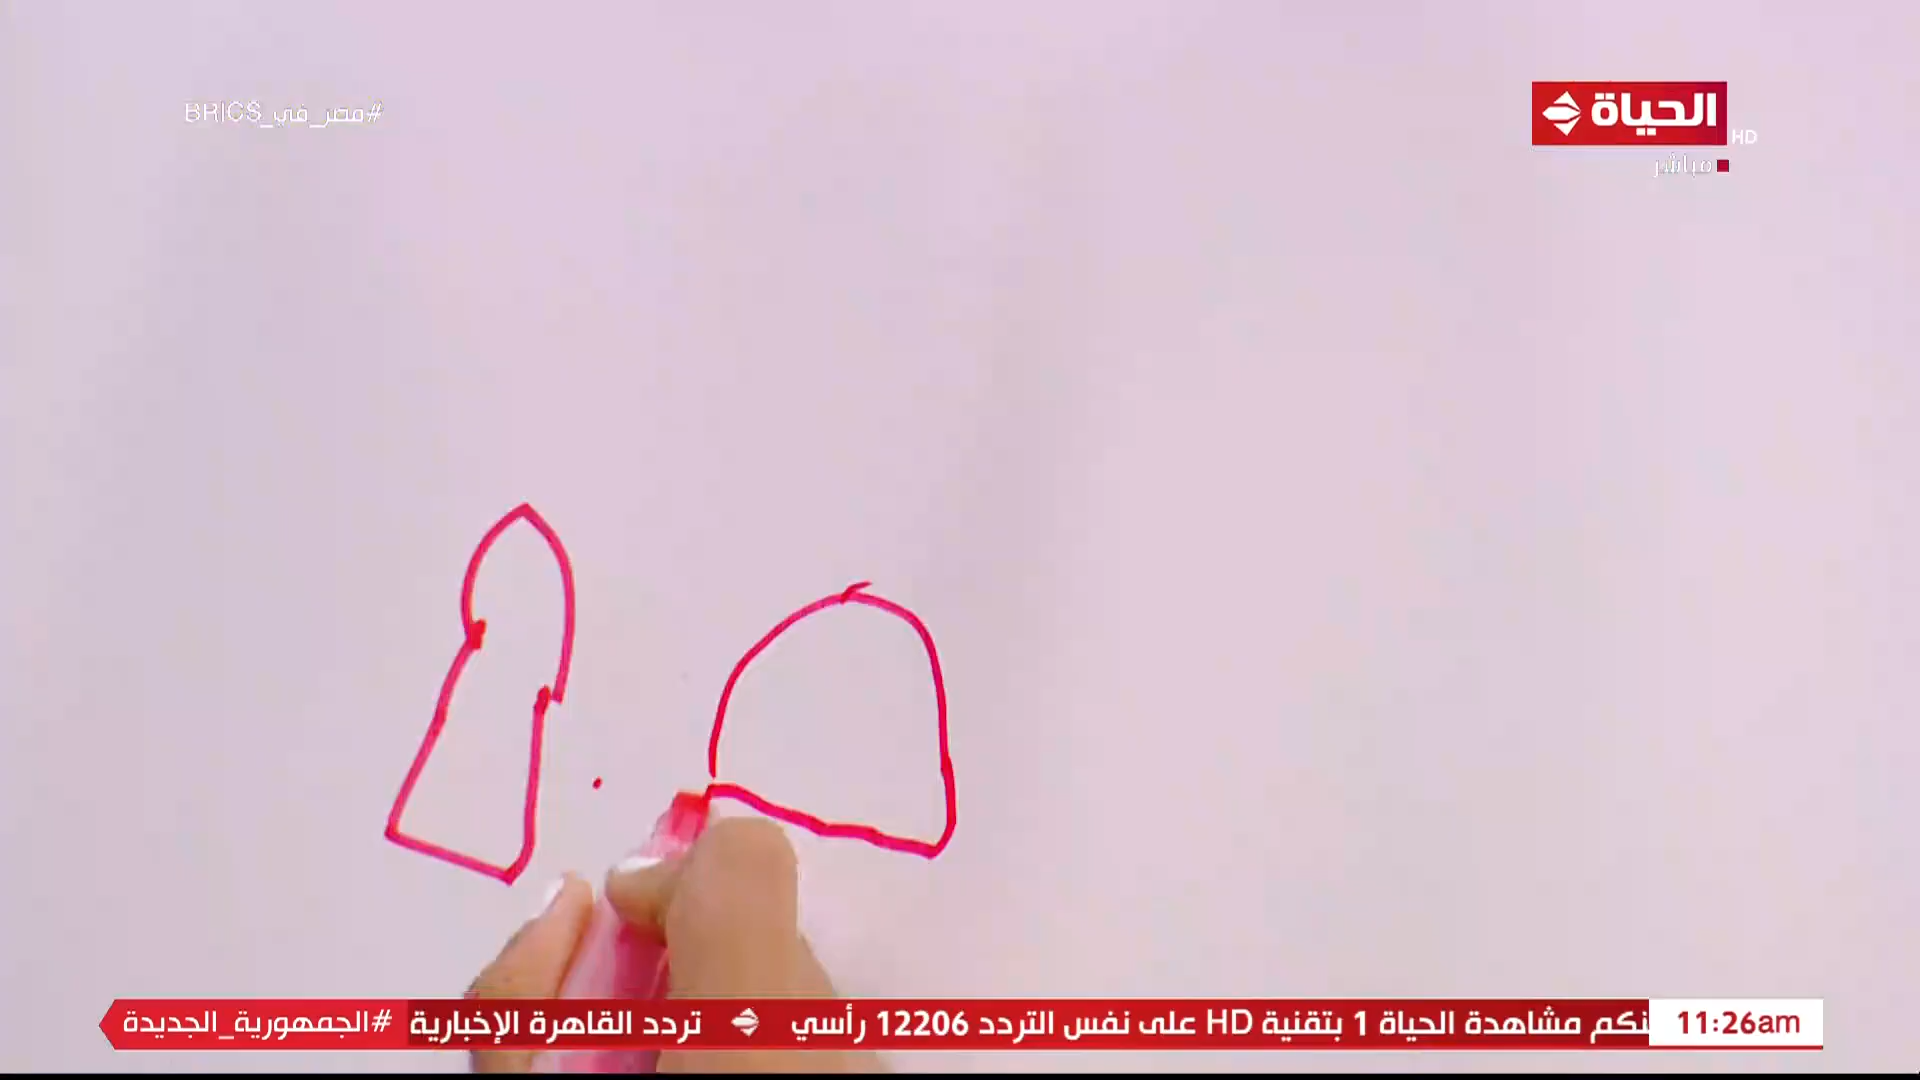 #مصر_في_BRICS
الحياة
HD
مباشر
#الجمهورية_الجديدة
نكم مشاهدة الحياة 1 بتقنية HD على نفس التردد 12206 رأسي تردد القاهرة الإخبارية
11:26am